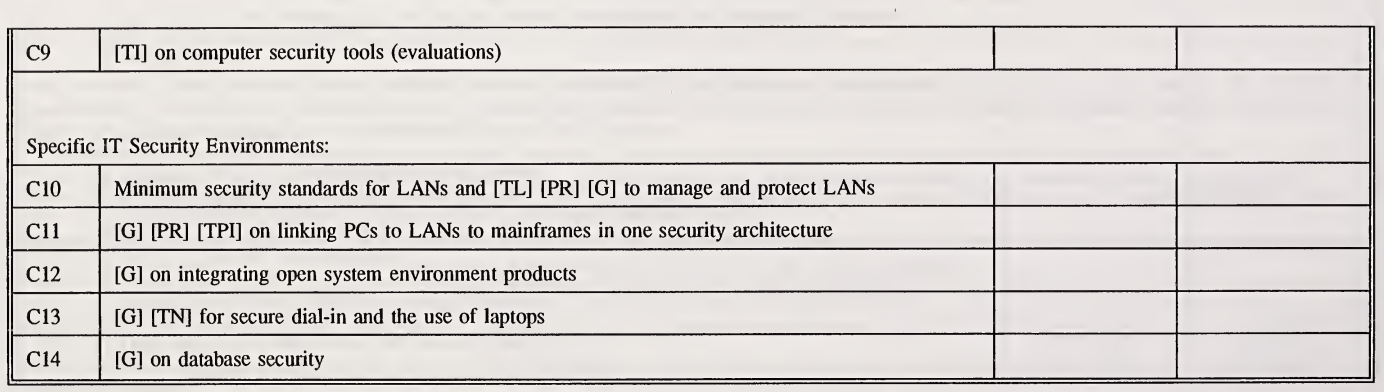 C9 [TI] on computer security tools (evaluations)
Specific IT Security Environments:
C10 Minimum security standards for LANs and [TL] [PR] [G] to manage and protect LANs
C11 [G] [PR] [TPI] on linking PCs to LANs to mainframes in one security architecture
C12 [G] on integrating open system environment products
C13 [G] [TN] for secure dial-in and the use of laptops
C14 [G] on database security